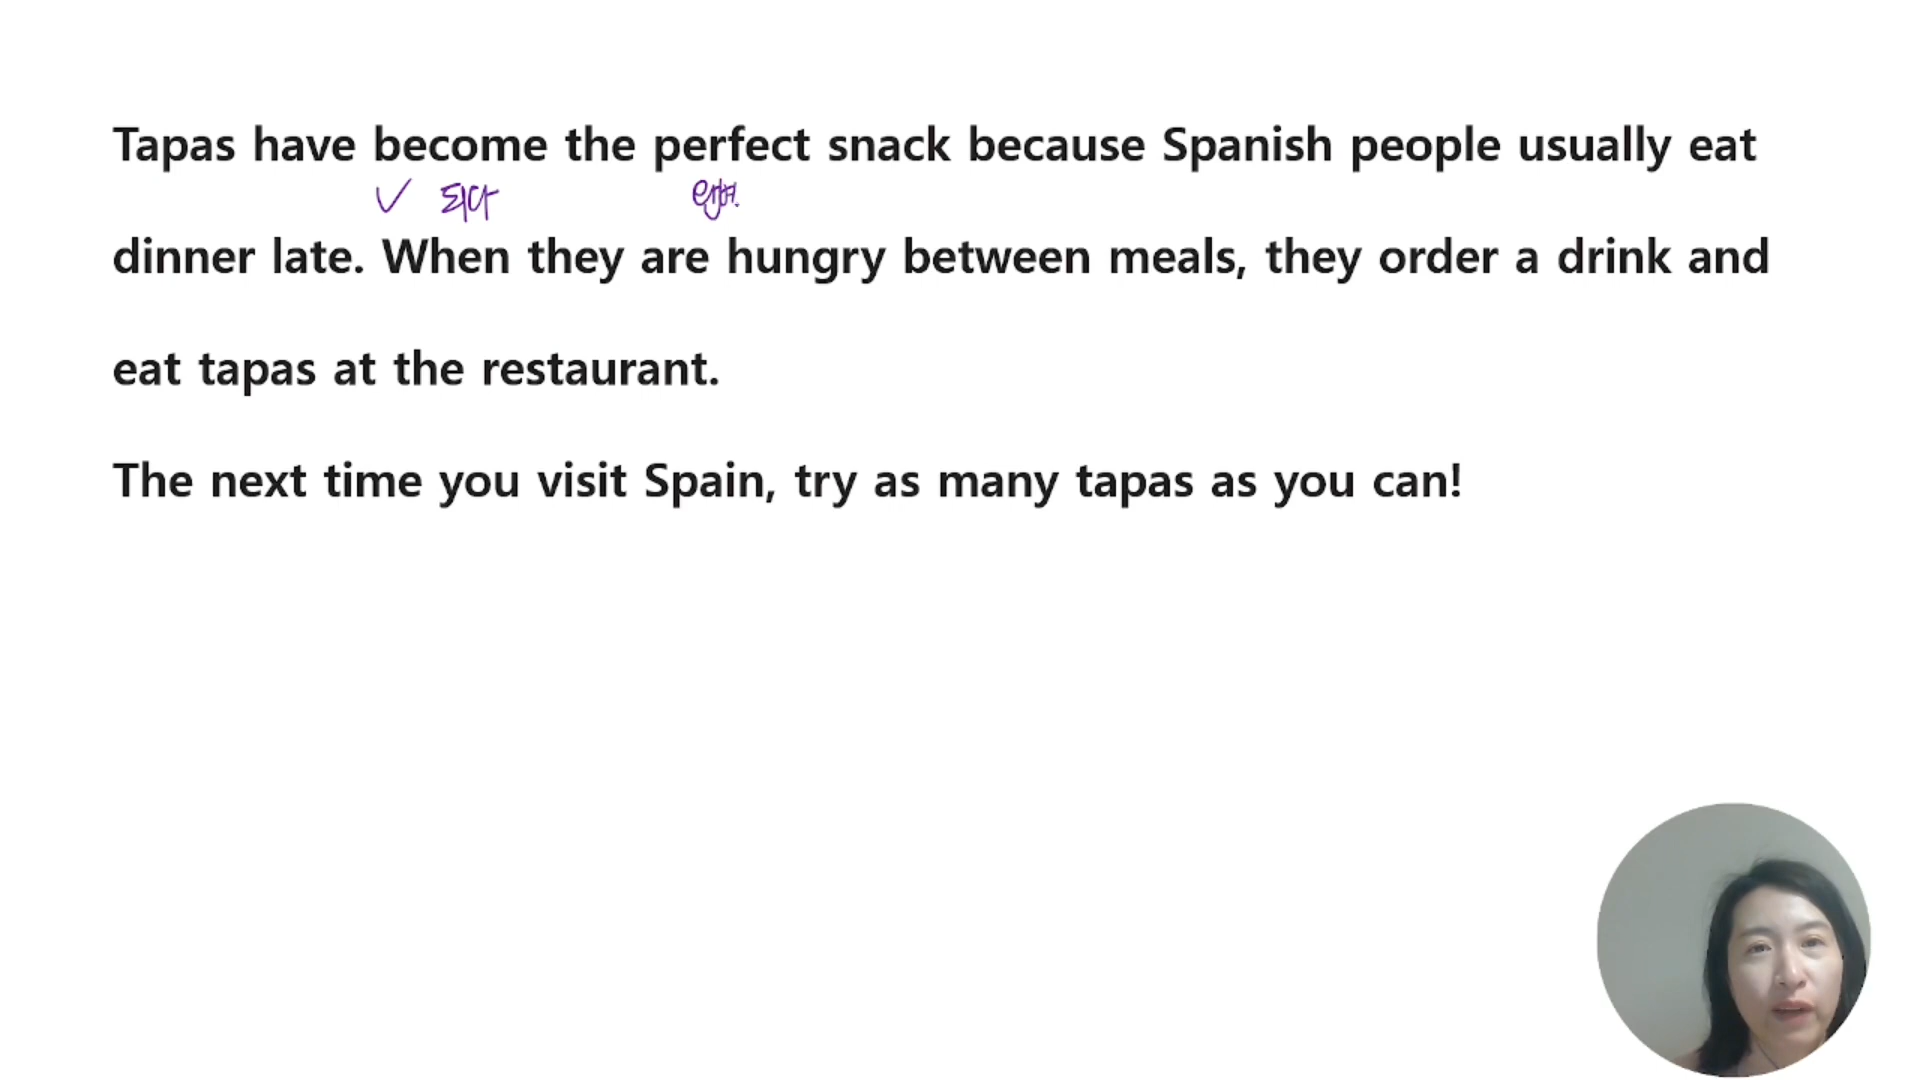 Tapas have become the perfect snack because Spanish people usually eat
되다 완벽.
dinner late. When they are hungry between meals, they order a drink and
eat tapas at the restaurant.
The next time you visit Spain, try as many tapas as you can!